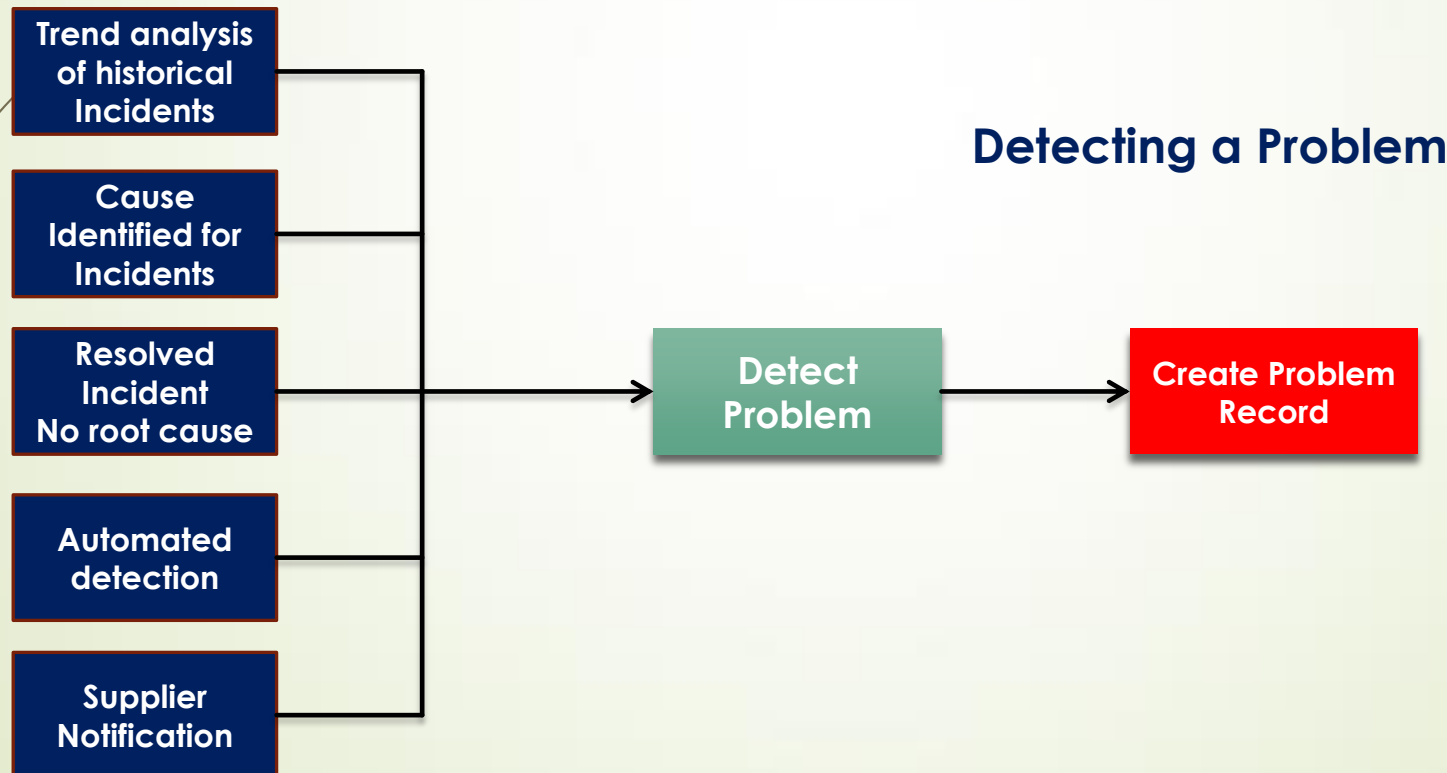 Trend analysis
of historical
Incidents
Detecting a Problem
Cause
Identified for
Incidents
Resolved
Incident
No root cause
Detect
Problem
Create Problem
Record
Automated
detection
Supplier
Notification